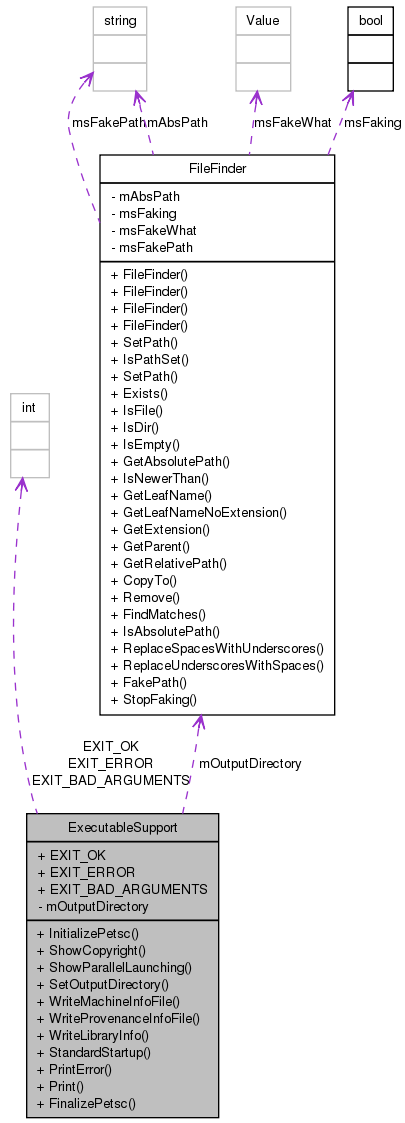 string
Value
bool
msFakePath
mAbsPath
msFakeWhat
msFaking
FileFinder
- mAbsPath
- msFaking
- msFakeWhat
- msFakePath
+ FileFinder()
+ FileFinder()
+ FileFinder()
+ FileFinder()
+ SetPath()
+ IsPathSet()
+ SetPath()
+ Exists()
+ IsFile()
+ IsDir()
+ IsEmpty()
+ GetAbsolutePath()
+ IsNewerThan()
+ GetLeafName()
+ GetLeafNameNoExtension()
+ GetExtension()
+ GetParent()
+ GetRelativePath()
+ CopyTo()
+ Remove()
+ FindMatches()
+ IsAbsolutePath()
+ ReplaceSpacesWithUnderscores()
+ ReplaceUnderscoresWithSpaces()
+ FakePath()
+ StopFaking()
int
EXIT_OK
EXIT_ERROR
EXIT_BAD_ARGUMENTS
mOutputDirectory
ExecutableSupport
+ EXIT_OK
+ EXIT_ERROR
+ EXIT_BAD_ARGUMENTS
- mOutputDirectory
+ InitializePetsc()
+ ShowCopyright()
+ ShowParallelLaunching()
+ SetOutputDirectory()
+ WriteMachineInfoFile()
+ WriteProvenanceInfoFile()
+ WriteLibraryInfo()
+ StandardStartup()
+ PrintError()
+ Print()
+ FinalizePetsc()